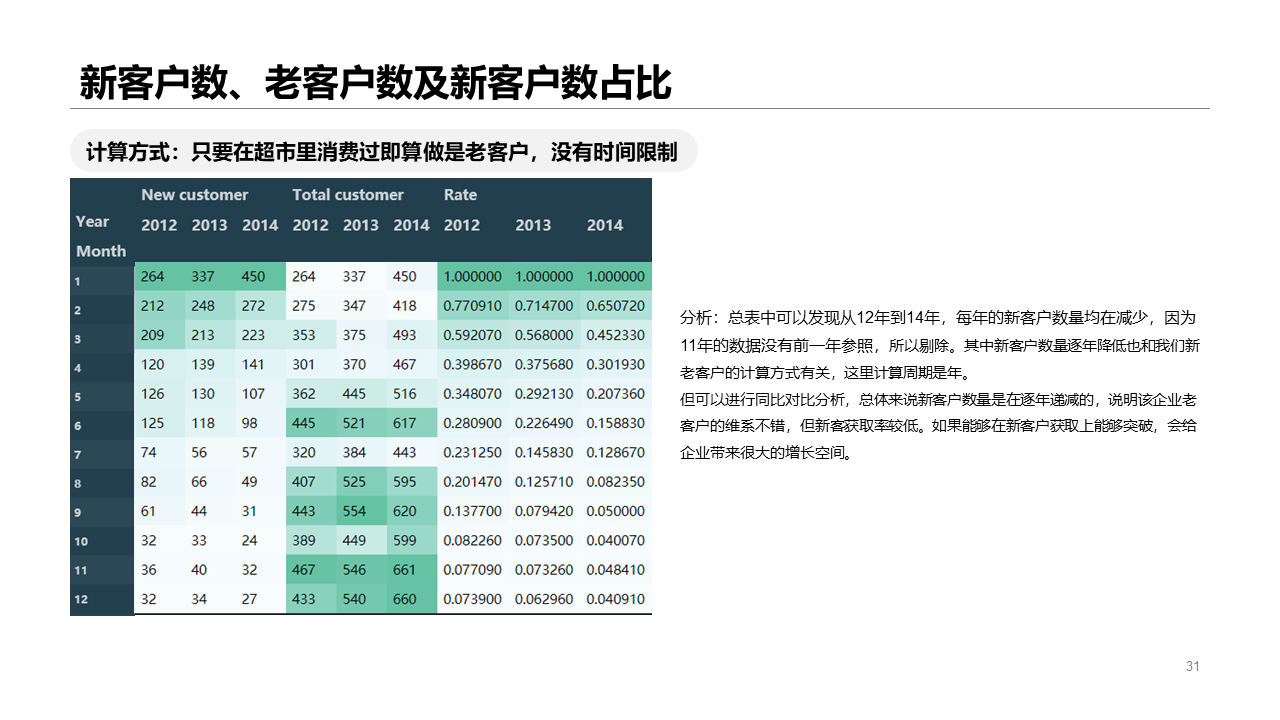 新客户数、老客户数及新客户数占比
计算方式：只要在超市里消费过即算做是老客户，没有时间限制
New customer Total customer Rate
Year 2012 2013 2014 2012 2013 2014 2012 2013 2014
Month
1 264 337 450 264 337 450 1.000000 1.000000 1.000000
2 212 248 272 275 347 418 0.770910 0.714700 0.650720
3 209 213 223 353 375 493 0.592070 0.568000 0.452330
4 120 139 141 301 370 467 0.398670 0.375680 0.301930
5 126 130 107 362 445 516 0.348070 0.292130 0.207360
6 125 118 98 445 521 617 0.280900 0.226490 0.158830
7 74 56 57 320 384 443 0.231250 0.145830 0.128670
8 82 66 49 407 525 595 0.201470 0.125710 0.082350
9 61 44 31 443 554 620 0.137700 0.079420 0.050000
10 32 33 24 389 449 599 0.082260 0.073500 0.040070
11 36 40 32 467 546 661 0.077090 0.073260 0.048410
12 32 34 27 433 540 660 0.073900 0.062960 0.040910
分析：总表中可以发现从12年到14年，每年的新客户数量均在减少，因为
11年的数据没有前一年参照，所以剔除。其中新客户数量逐年降低也和我们新
老客户的计算方式有关，这里计算周期是年。
但可以进行同比对比分析，总体来说新客户数量是在逐年递减的，说明该企业老
客户的维系不错，但新客获取率较低。如果能够在新客户获取上能够突破，会给
企业带来很大的增长空间。
31